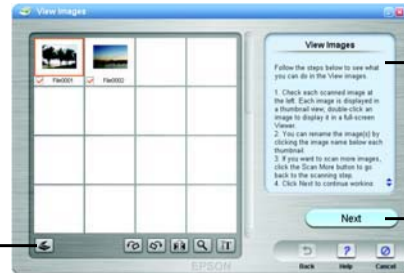 View Images
File0001 File0002
View Images
Follow the steps below to see what
you can do in the View images.
1. Check each scanned image at
the left. Each image is displayed in
a thumbnail view; double-click an
image to display it in a full-screen
Viewer.
2. You can rename the image(s) by
clicking the image name below each
thumbnail.
3. If you want to scan more images,
click the Scan More button to go
back to the scanning step.
4. Click Next to continue working
Next
EPSON
Back Help Cancel